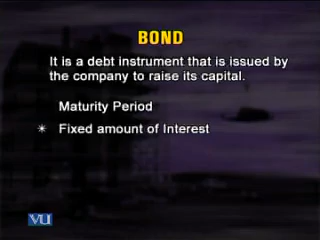 BOND
It is a debt instrument that is issued by
the company to raise its capital.
Maturity Period
✴ Fixed amount of Interest
VU